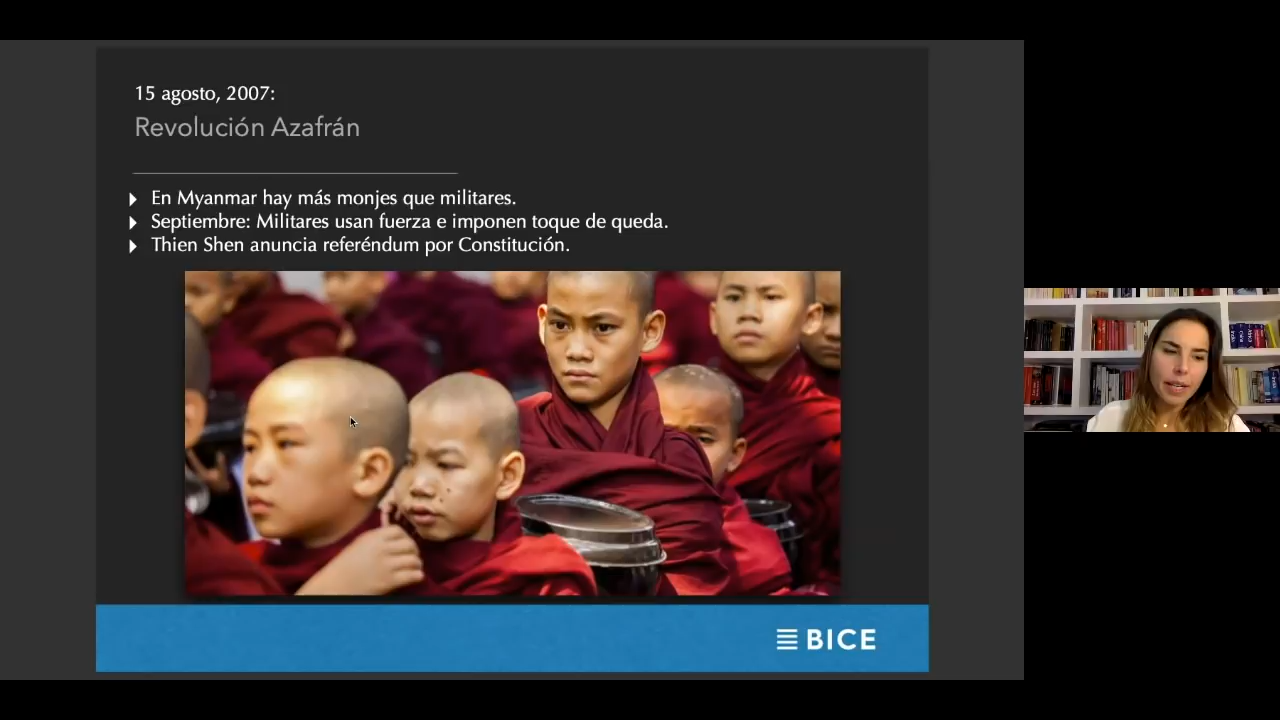 15 agosto, 2007:
Revolución Azafrán
En Myanmar hay más monjes que militares.
Septiembre: Militares usan fuerza e imponen toque de queda.
Thien Shen anuncia referéndum por Constitución.
BICE